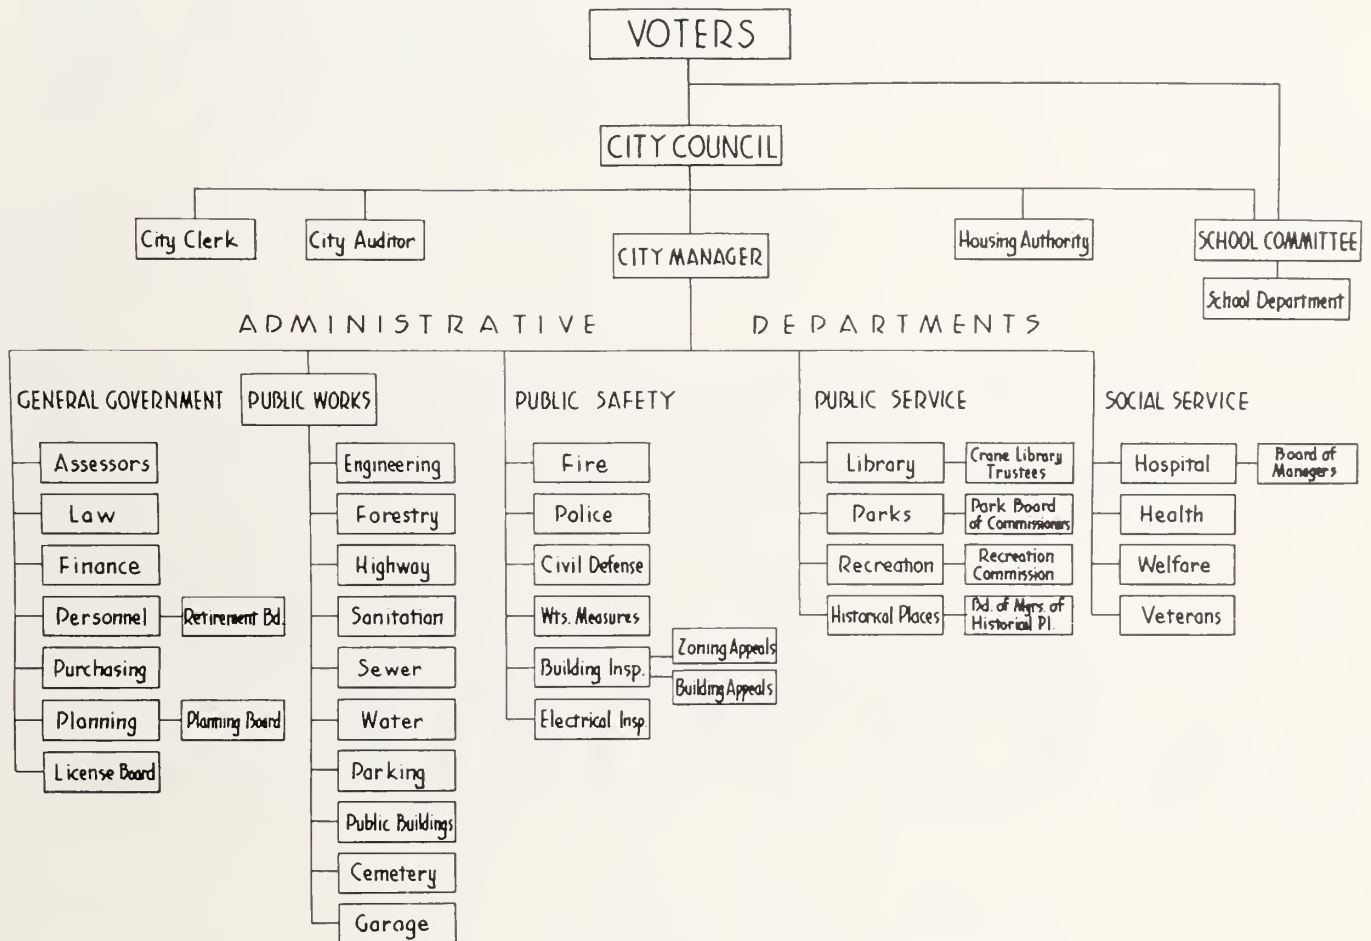 VOTERS
CITY COUNCIL
City Clerk
City Auditor
CITY MANAGER
Housing Authority
SCHOOL COMMITTEE
School Department
ADMINISTRATIVE DEPARTMENTS
GENERAL GOVERNMENT
Assessors
Law
Finance
Personnel
Retirement Bd.
Purchasing
Planning
Planning Board
License Board
PUBLIC WORKS
Engineering
Forestry
Highway
Sanitation
Sewer
Water
Parking
Public Buildings
Cemetery
Garage
PUBLIC SAFETY
Fire
Police
Civil Defense
Wts. Measures
Building Insp.
Zoning Appeals
Building Appeals
Electrical Insp.
PUBLIC SERVICE
Library
Crane Library
Trustees
Parks
Park Board
of Commissioners
Recreation
Recreation
Commission
Historical Places
Bd. of Mgrs. of
Historical Pl.
SOCIAL SERVICE
Hospital
Board of
Managers
Health
Welfare
Veterans